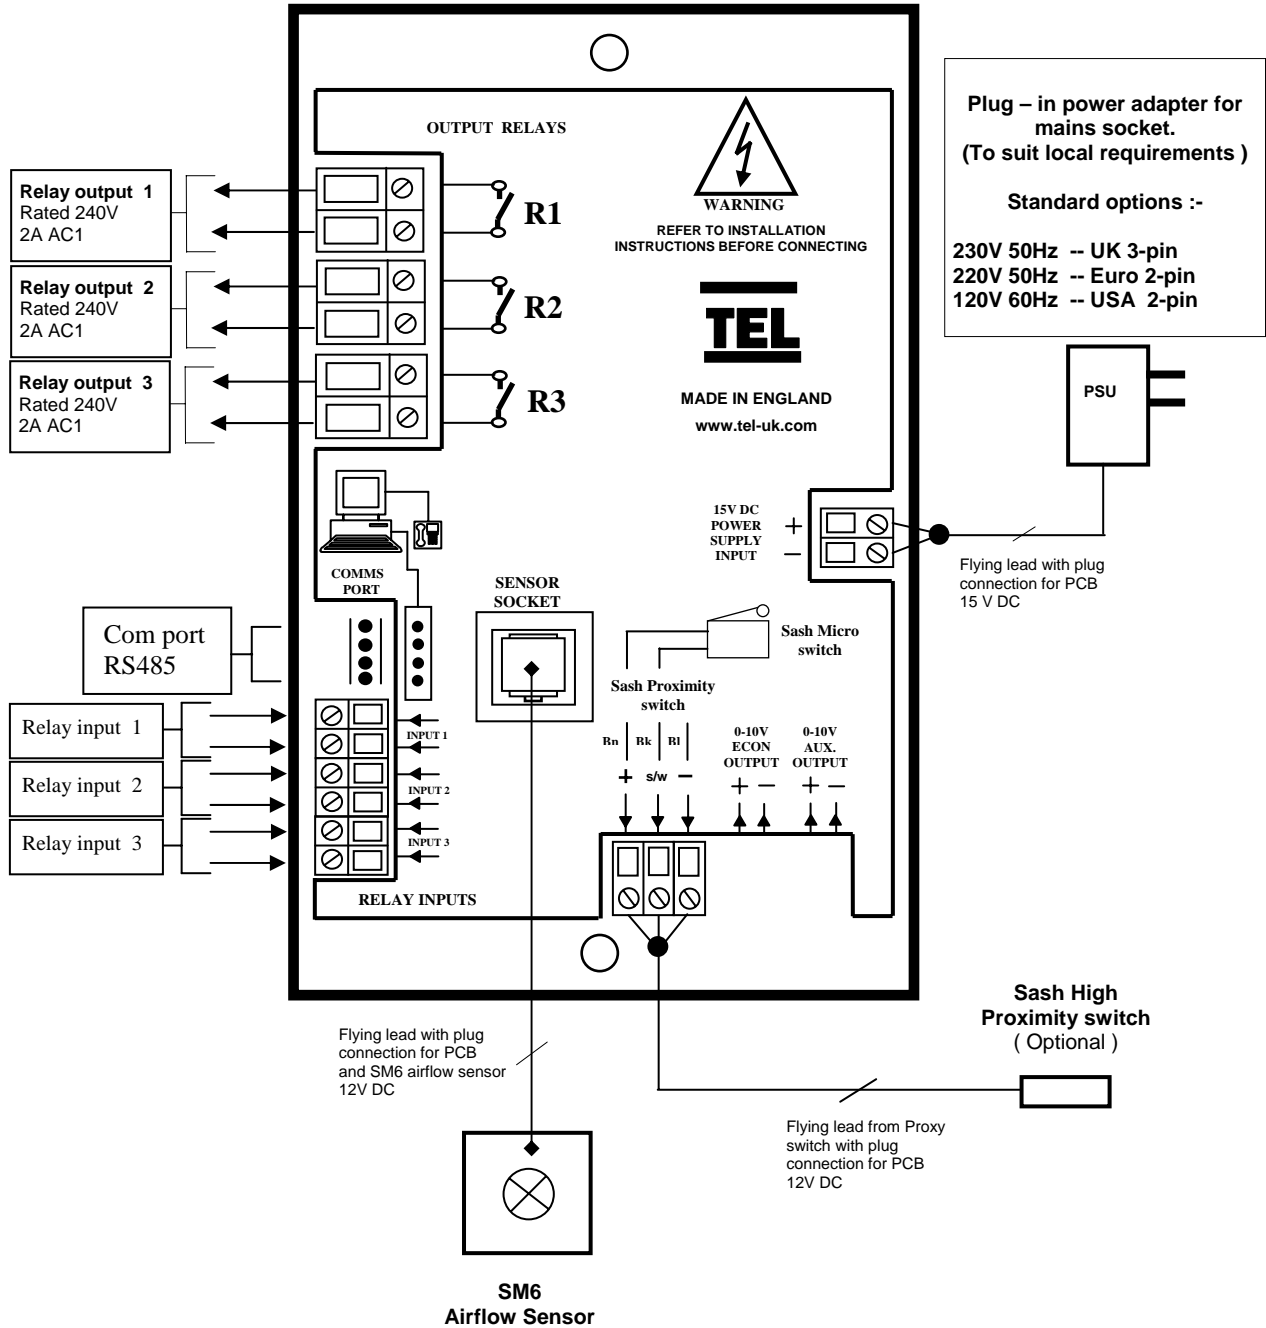 OUTPUT RELAYS
Relay output 1
Rated 240V
2A AC1
R1
Relay output 2
Rated 240V
2A AC1
R2
Relay output 3
Rated 240V
2A AC1
R3
WARNING
REFER TO INSTALLATION
INSTRUCTIONS BEFORE CONNECTING
TEL
MADE IN ENGLAND
www.tel-uk.com
Plug – in power adapter for
mains socket.
(To suit local requirements )
Standard options :-
230V 50Hz -- UK 3-pin
220V 50Hz -- Euro 2-pin
120V 60Hz -- USA 2-pin
PSU
15V DC
POWER
SUPPLY
INPUT
+
–
Flying lead with plug
connection for PCB
15 V DC
COMMS
PORT
SENSOR
SOCKET
Com port
RS485
Sash Micro
switch
Sash Proximity
switch
Rn Bk Bl
+ s/w –
0-10V
ECON
OUTPUT
+ –
0-10V
AUX.
OUTPUT
+ –
Relay input 1
Relay input 2
Relay input 3
INPUT 1
INPUT 2
INPUT 3
RELAY INPUTS
Flying lead with plug
connection for PCB
and SM6 airflow sensor
12V DC
Sash High
Proximity switch
( Optional )
Flying lead from Proxy
switch with plug
connection for PCB
12V DC
SM6
Airflow Sensor